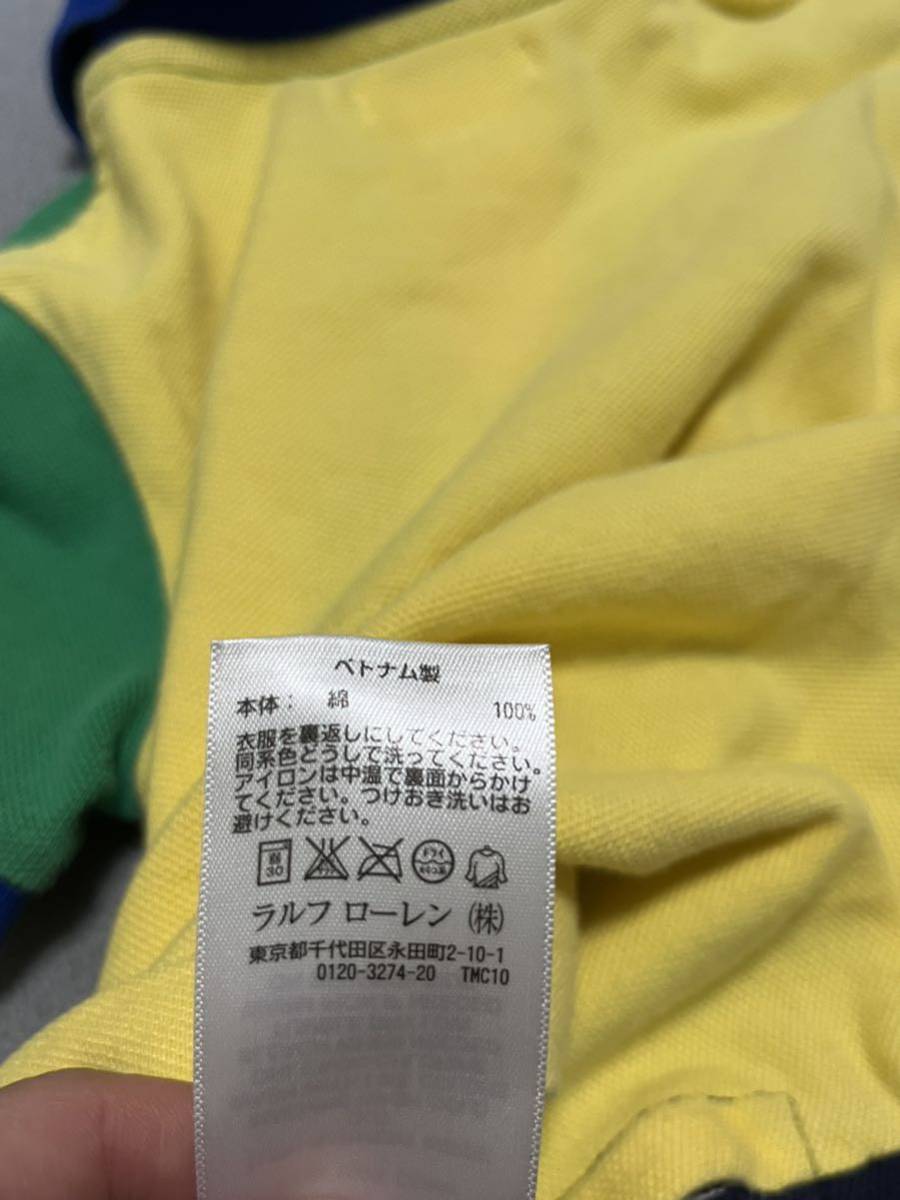 ベトナム製
本体: 綿 100%
衣服を裏返しにしてください。
同系色どうしで洗ってください。
アイロンは中温で裏面からかけ
てください。つけおき洗いはお
避けください。
弱 30 ドライ
ラルフ ローレン (株)
東京都千代田区永田町2-10-1
0120-3274-20 TMC10